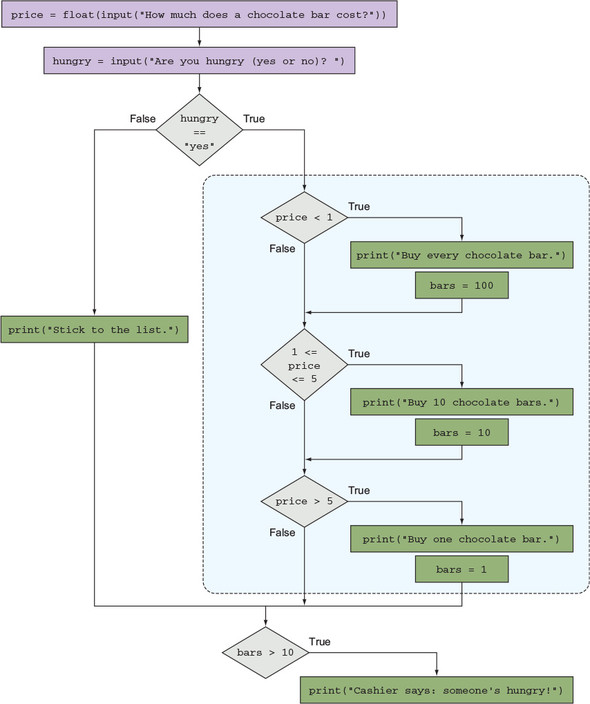 price = float(input("How much does a chocolate bar cost?"))
hungry = input("Are you hungry (yes or no)? ")
False
hungry
==
"yes"
True
price < 1
True
False
print("Buy every chocolate bar.")
bars = 100
print("Stick to the list.")
1 <=
price
<= 5
True
False
print("Buy 10 chocolate bars.")
bars = 10
price > 5
True
False
print("Buy one chocolate bar.")
bars = 1
bars > 10
True
print("Cashier says: someone's hungry!")